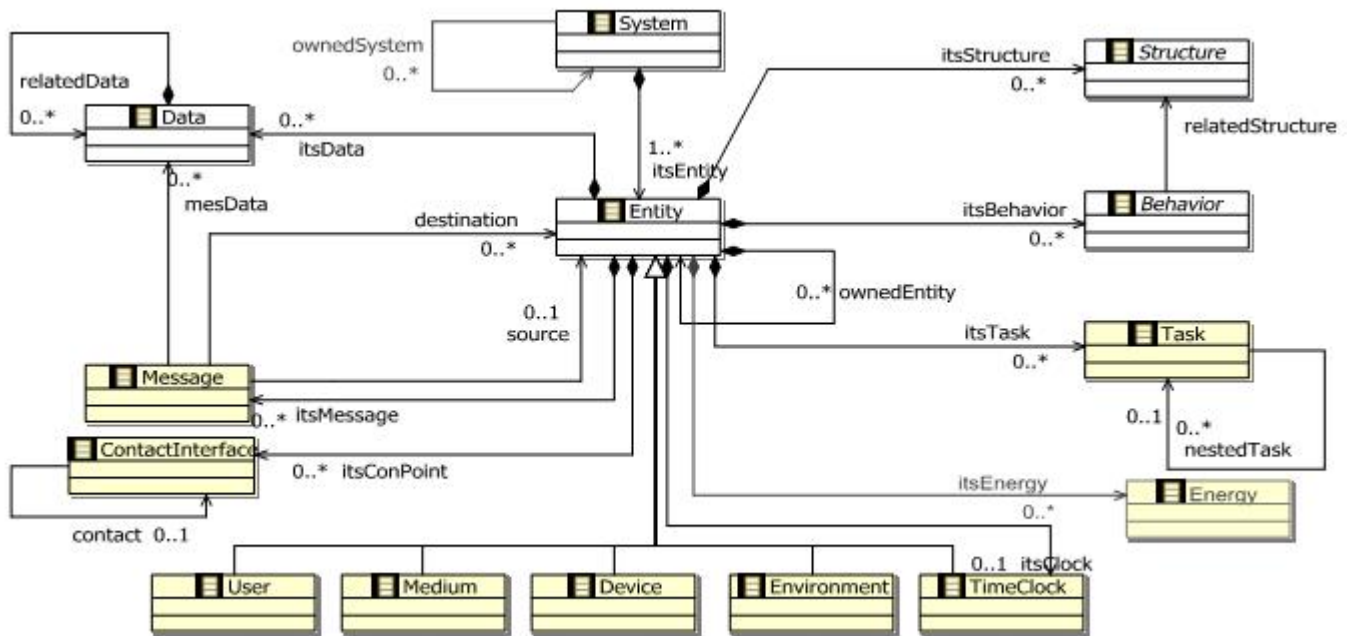 System
ownedSystem
0..*
itsStructure
0..*
Structure
relatedData
0..*
Data
0..*
itsData
1..*
itsEntity
relatedStructure
0..*
mesData
destination
0..*
Entity
itsBehavior
0..*
Behavior
0..* ownedEntity
0..1
source
itsTask
0..*
Task
Message
0..* itsMessage
0..1
0..*
nestedTask
ContactInterface
0..* itsConPoint
itsEnergy
0..*
Energy
contact 0..1
0..1 itsClock
User
Medium
Device
Environment
TimeClock